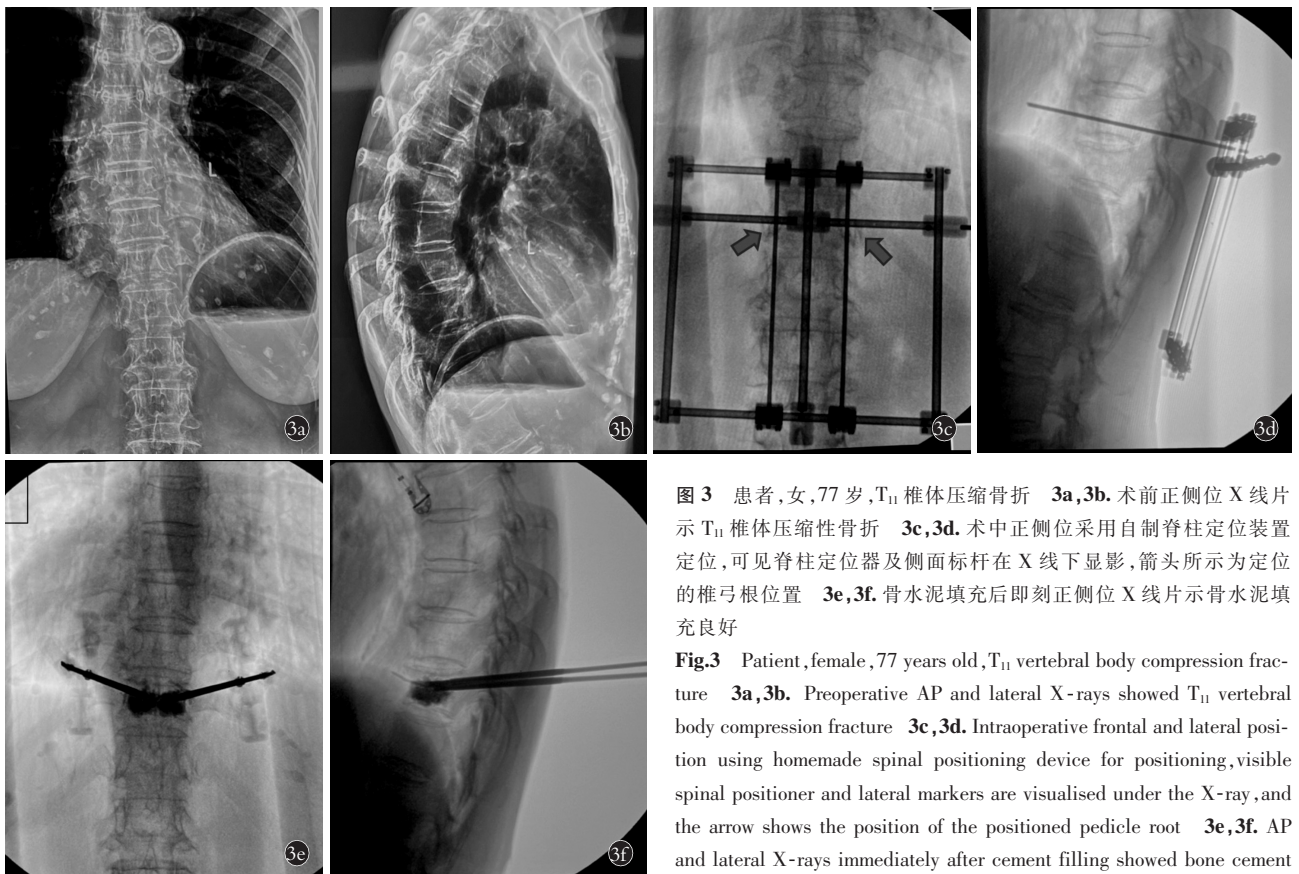 L
3a
L
3b
3c
3d
3e
3f
图 3 患者,女,77 岁,T₁₁ 椎体压缩骨折 3a,3b. 术前正侧位 X 线片
示 T₁₁ 椎体压缩性骨折 3c,3d. 术中正侧位采用自制脊柱定位装置
定位,可见脊柱定位器及侧面标杆在 X 线下显影,箭头所示为定位
的椎弓根位置 3e,3f. 骨水泥填充后即刻正侧位 X 线片示骨水泥填
充良好
Fig.3 Patient,female,77 years old,T₁₁ vertebral body compression frac-
ture 3a,3b. Preoperative AP and lateral X-rays showed T₁₁ vertebral
body compression fracture 3c,3d. Intraoperative frontal and lateral posi-
tion using homemade spinal positioning device for positioning,visible
spinal positioner and lateral markers are visualised under the X-ray,and
the arrow shows the position of the positioned pedicle root 3e,3f. AP
and lateral X-rays immediately after cement filling showed bone cement